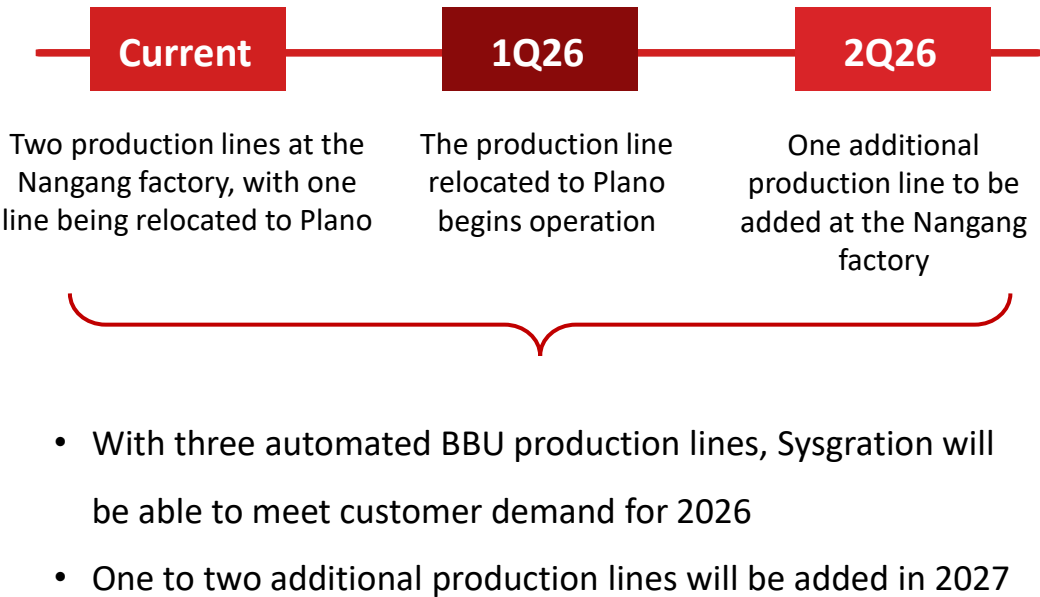 Current
1Q26
2Q26
Two production lines at the
Nangang factory, with one
line being relocated to Plano
The production line
relocated to Plano
begins operation
One additional
production line to be
added at the Nangang
factory
• With three automated BBU production lines, Sysgration will
be able to meet customer demand for 2026
• One to two additional production lines will be added in 2027